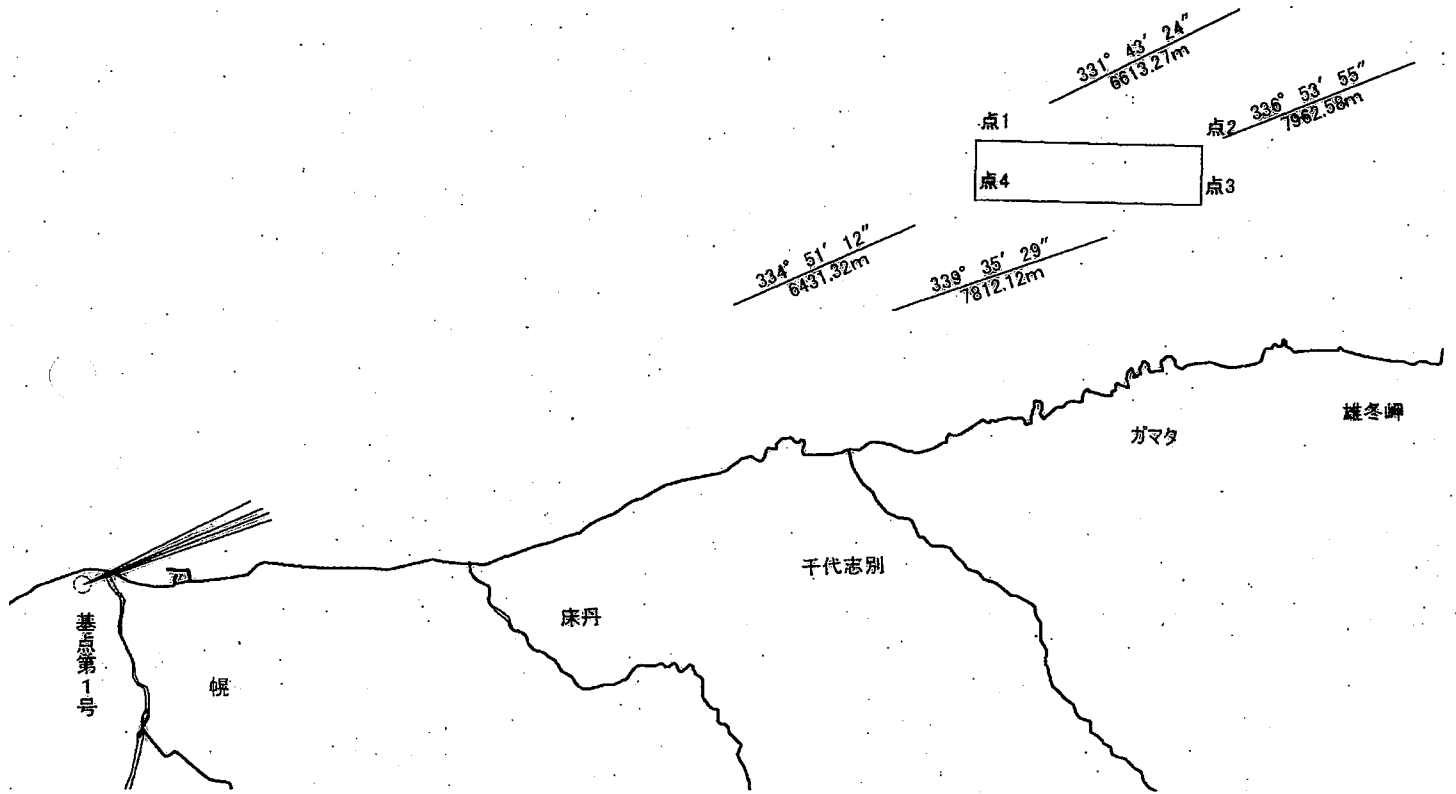 331° 43′ 24″
6613.27m
点1
点2
336° 53′ 55″
7962.58m
点4
点3
334° 51′ 12″
6431.32m
339° 35′ 29″
7812.12m
雄冬岬
ガマタ
千代志別
床丹
基点第1号
幌